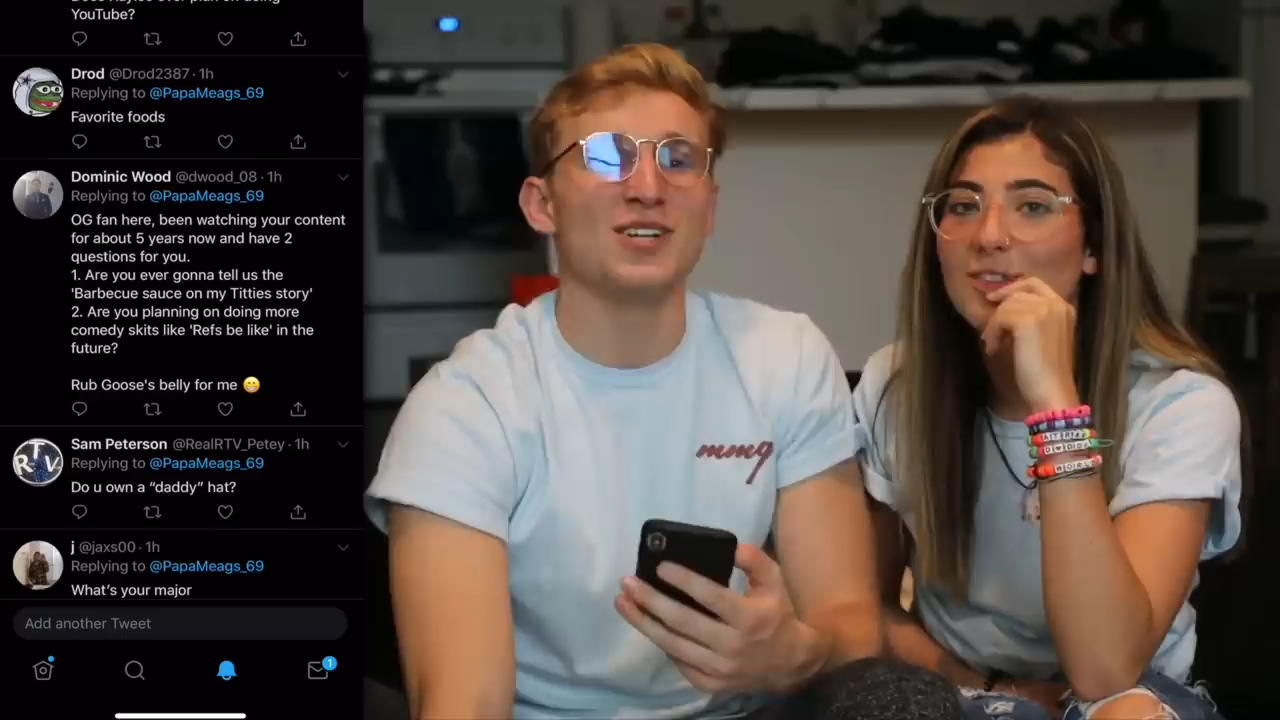 YouTube?
Drod @Drod2387 · 1h
Replying to @PapaMeags_69
Favorite foods
Dominic Wood @dwood_08 · 1h
Replying to @PapaMeags_69
OG fan here, been watching your content
for about 5 years now and have 2
questions for you.
1. Are you ever gonna tell us the
'Barbecue sauce on my Titties story'
2. Are you planning on doing more
comedy skits like 'Refs be like' in the
future?
Rub Goose's belly for me 😁
Sam Peterson @RealRTV_Petey · 1h
Replying to @PapaMeags_69
Do u own a “daddy” hat?
RTV
j @jaxs00 · 1h
Replying to @PapaMeags_69
What’s your major
Add another Tweet
1
mmg